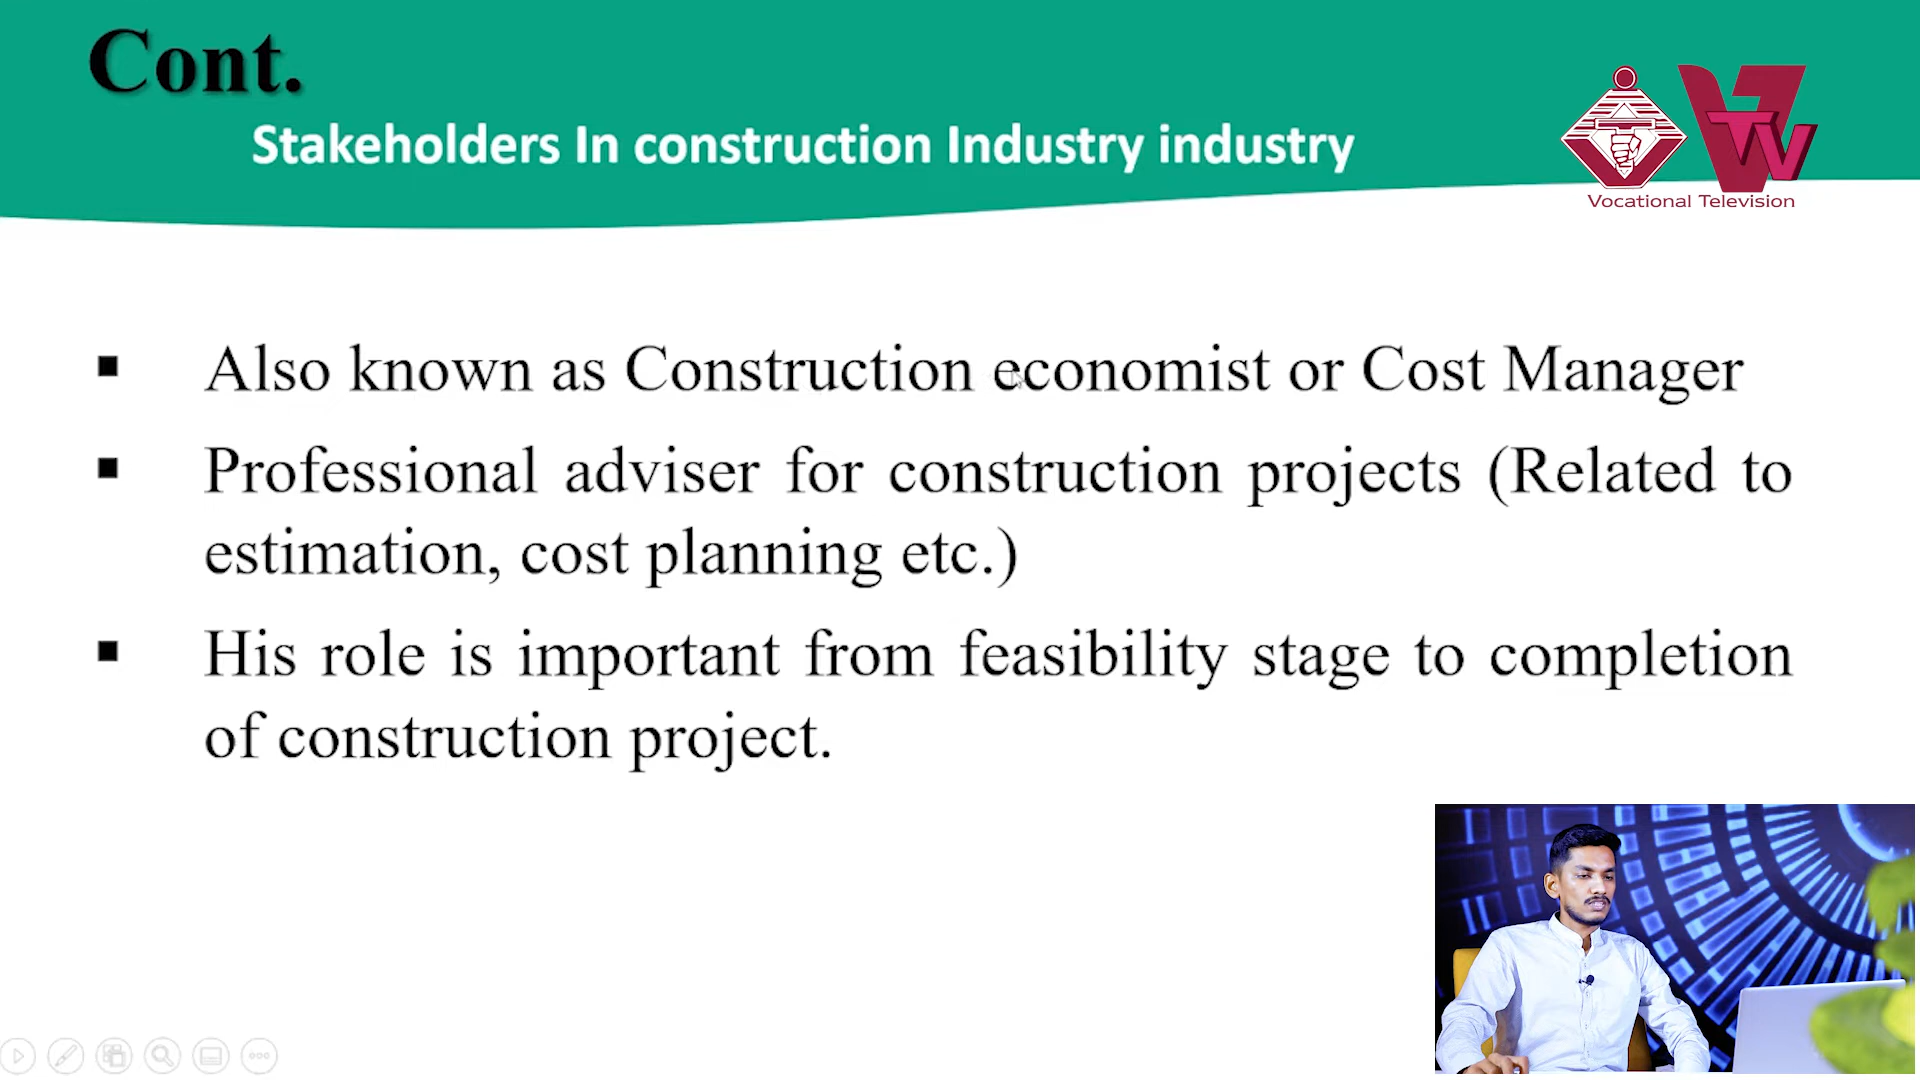 Cont.
Stakeholders In construction Industry industry
VTV
Vocational Television
Also known as Construction economist or Cost Manager
Professional adviser for construction projects (Related to
estimation, cost planning etc.)
His role is important from feasibility stage to completion
of construction project.